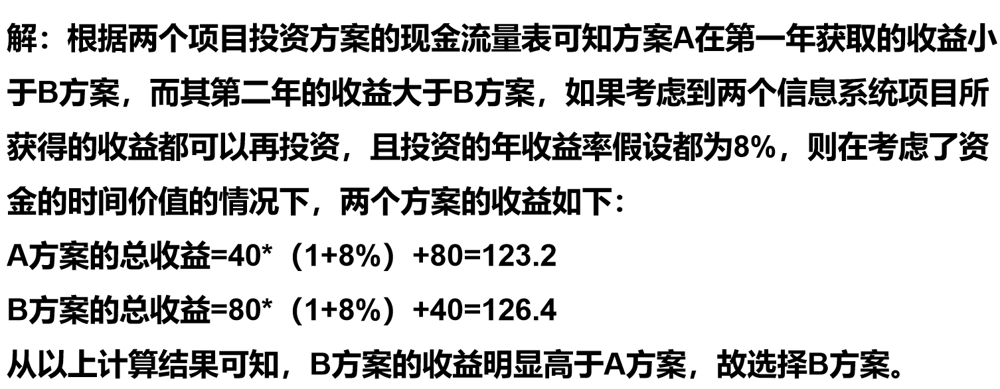 解：根据两个项目投资方案的现金流量表可知方案A在第一年获取的收益小
于B方案，而其第二年的收益大于B方案，如果考虑到两个信息系统项目所
获得的收益都可以再投资，且投资的年收益率假设都为8%，则在考虑了资
金的时间价值的情况下，两个方案的收益如下：
A方案的总收益=40*（1+8%）+80=123.2
B方案的总收益=80*（1+8%）+40=126.4
从以上计算结果可知，B方案的收益明显高于A方案，故选择B方案。